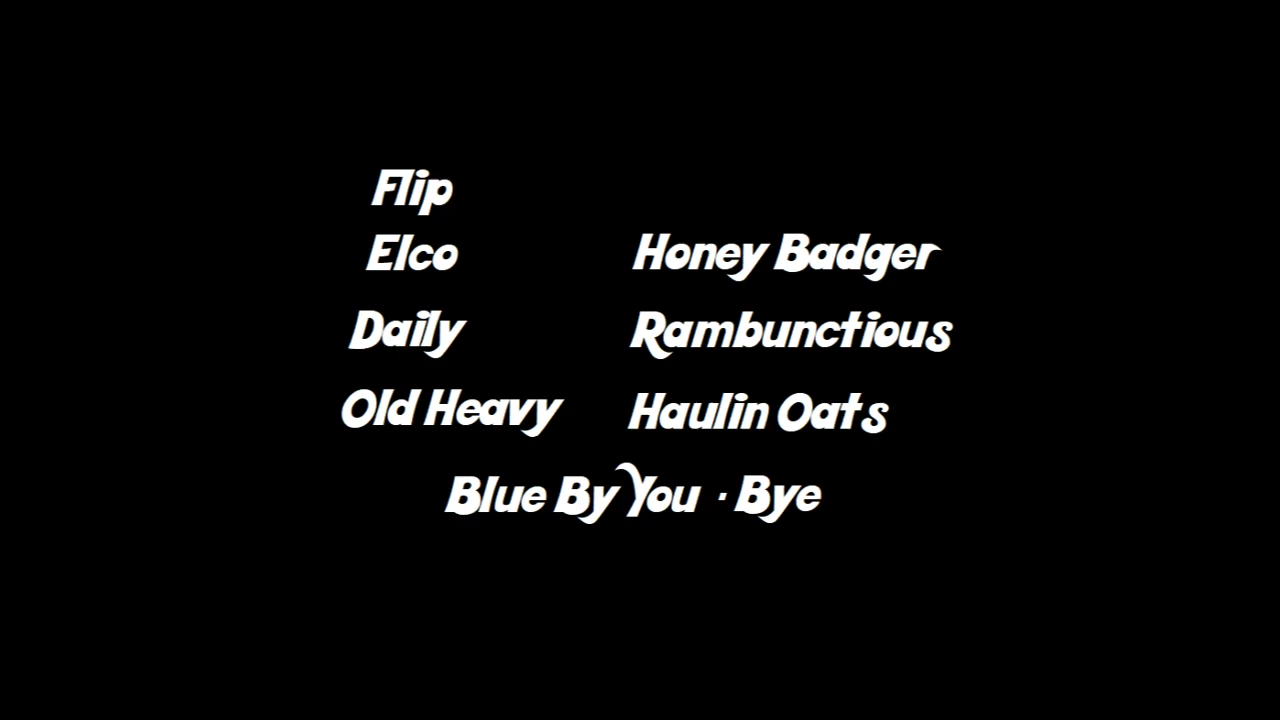 Flip
Elco
Honey Badger
Daily
Rambunctious
Old Heavy
Haulin Oats
Blue By You · Bye